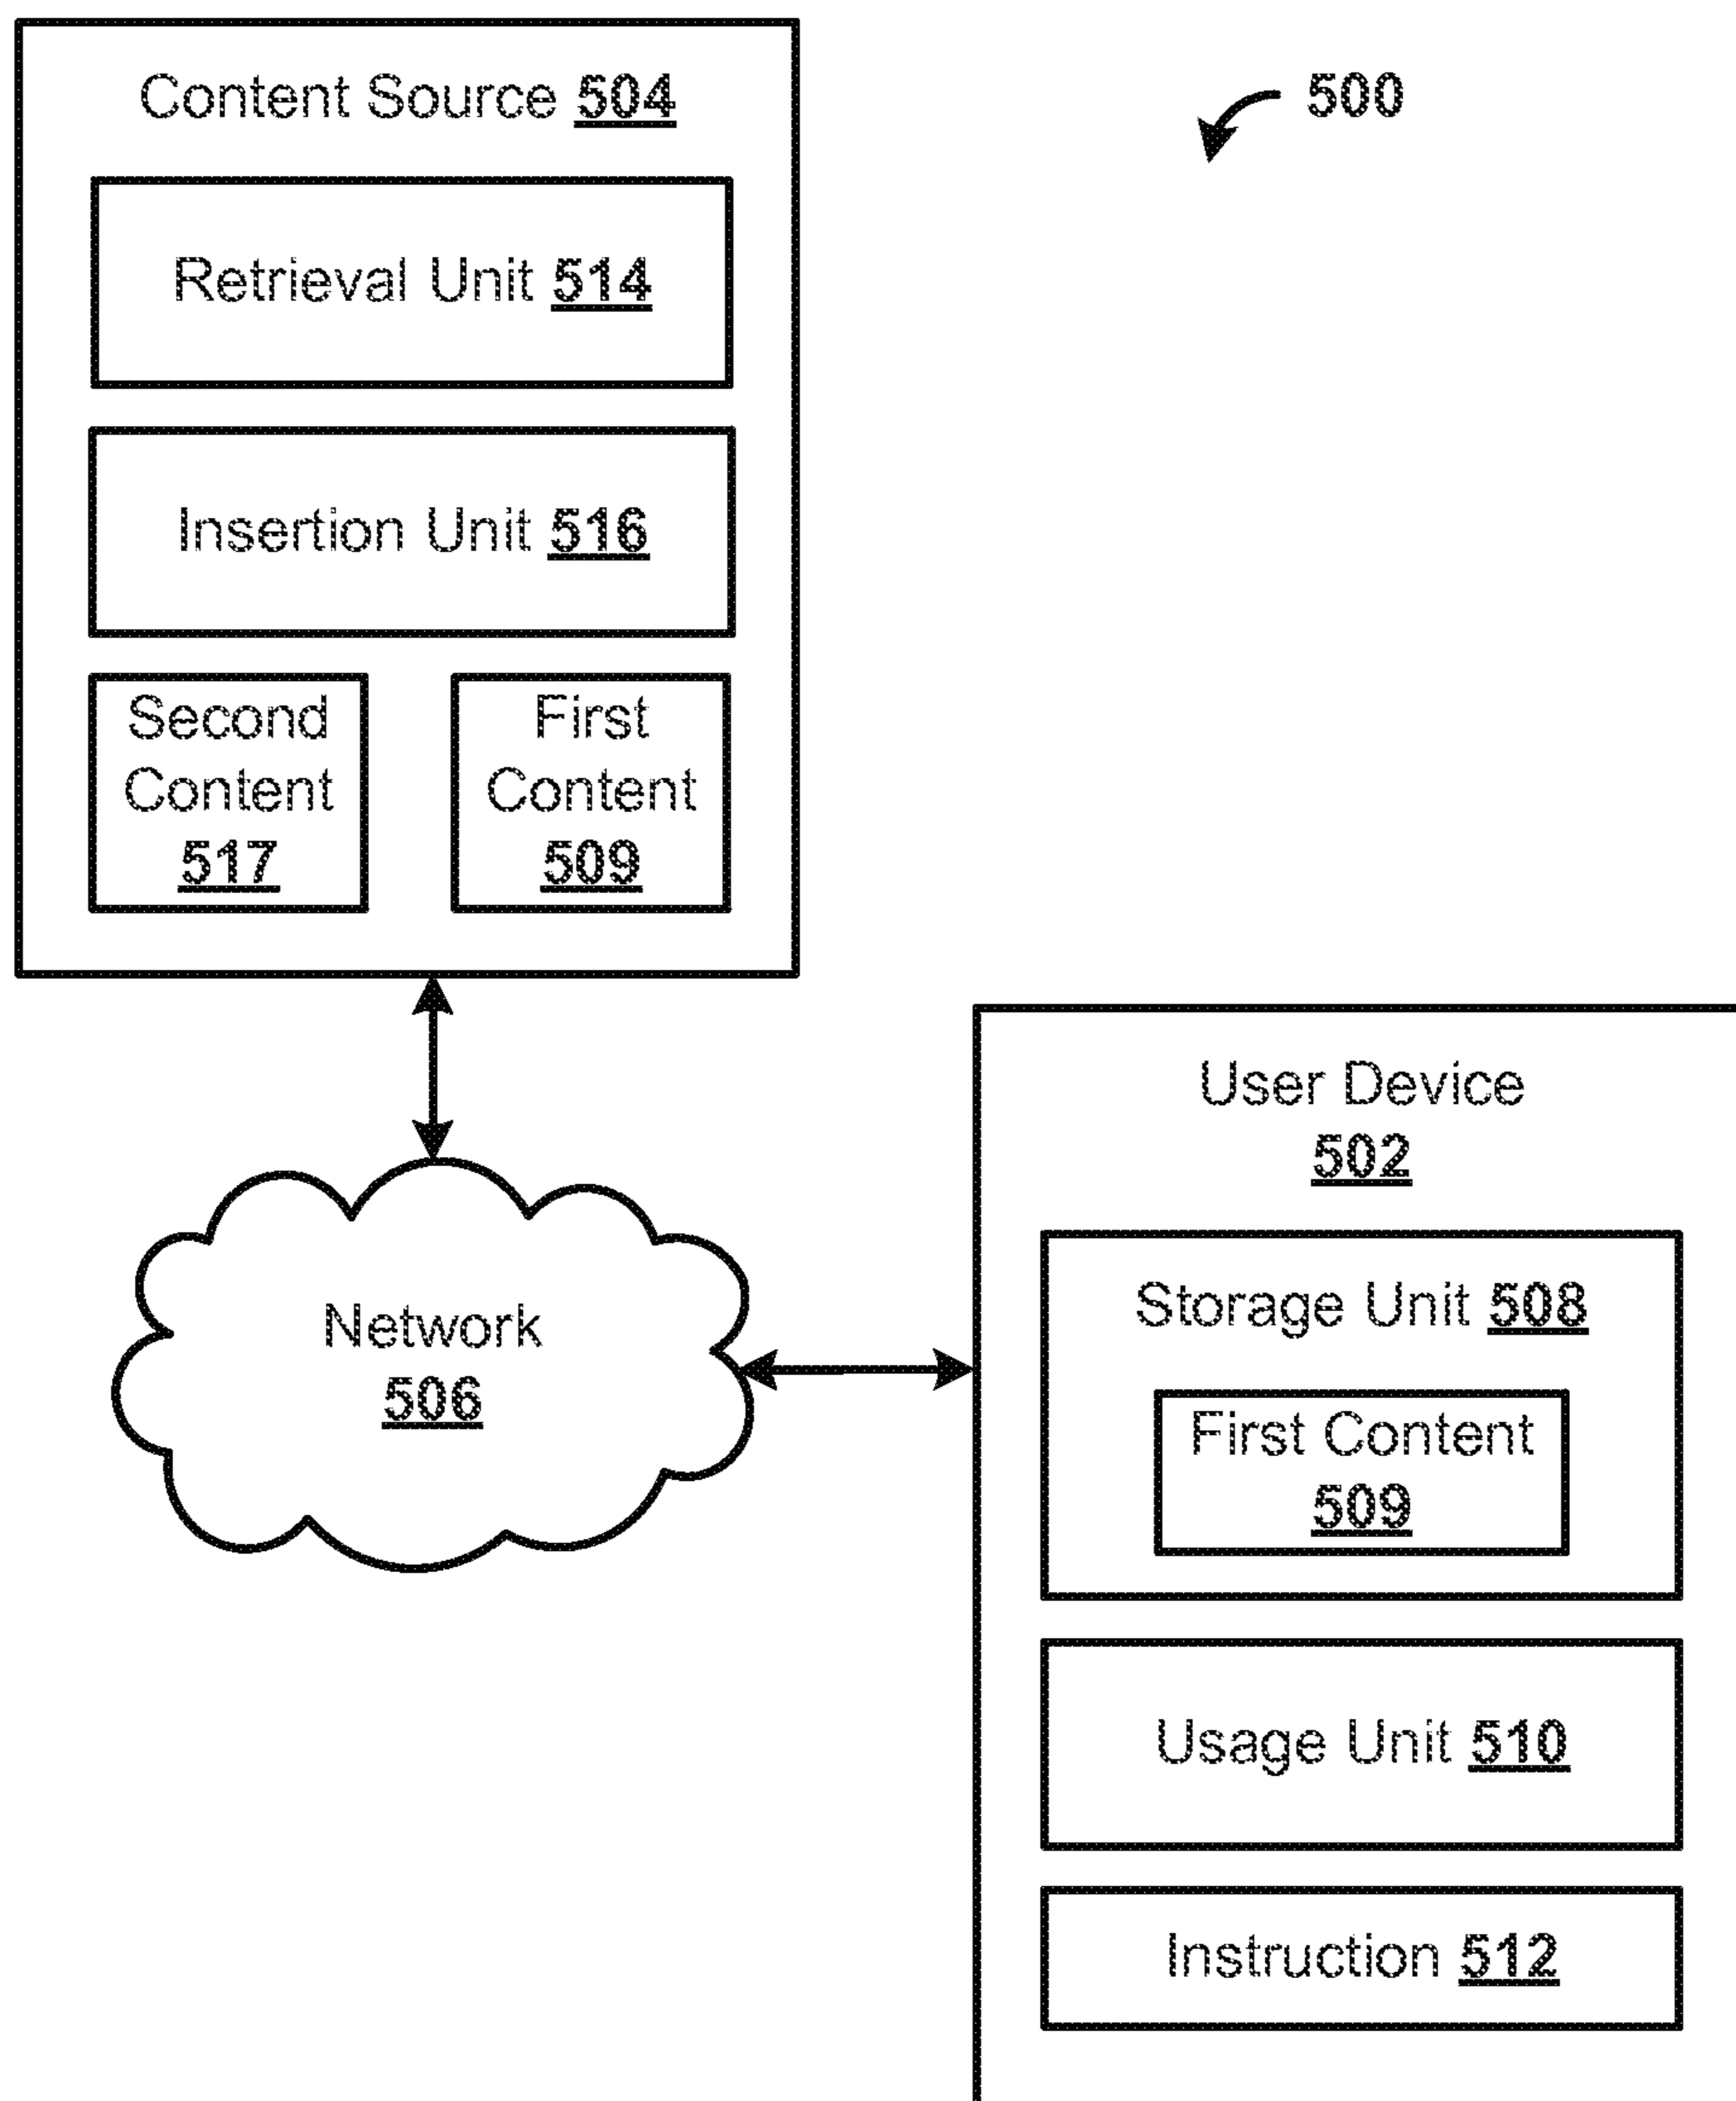 Content Source 504
500
Retrieval Unit 514
Insertion Unit 516
Second
Content
517
First
Content
509
User Device
502
Network
506
Storage Unit 508
First Content
509
Usage Unit 510
Instruction 512